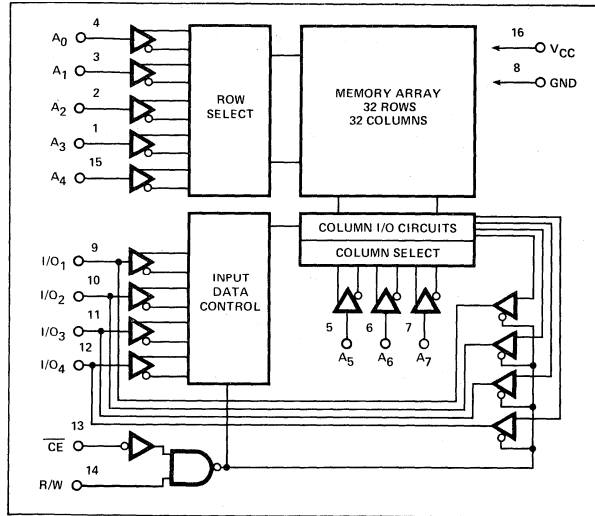 4
A0
3
A1
2
A2
1
A3
15
A4
ROW
SELECT
MEMORY ARRAY
32 ROWS
32 COLUMNS
16
VCC
8
GND
9
I/O1
10
I/O2
11
I/O3
12
I/O4
INPUT
DATA
CONTROL
COLUMN I/O CIRCUITS
COLUMN SELECT
5
6
7
A5
A6
A7
13
CE
14
R/W